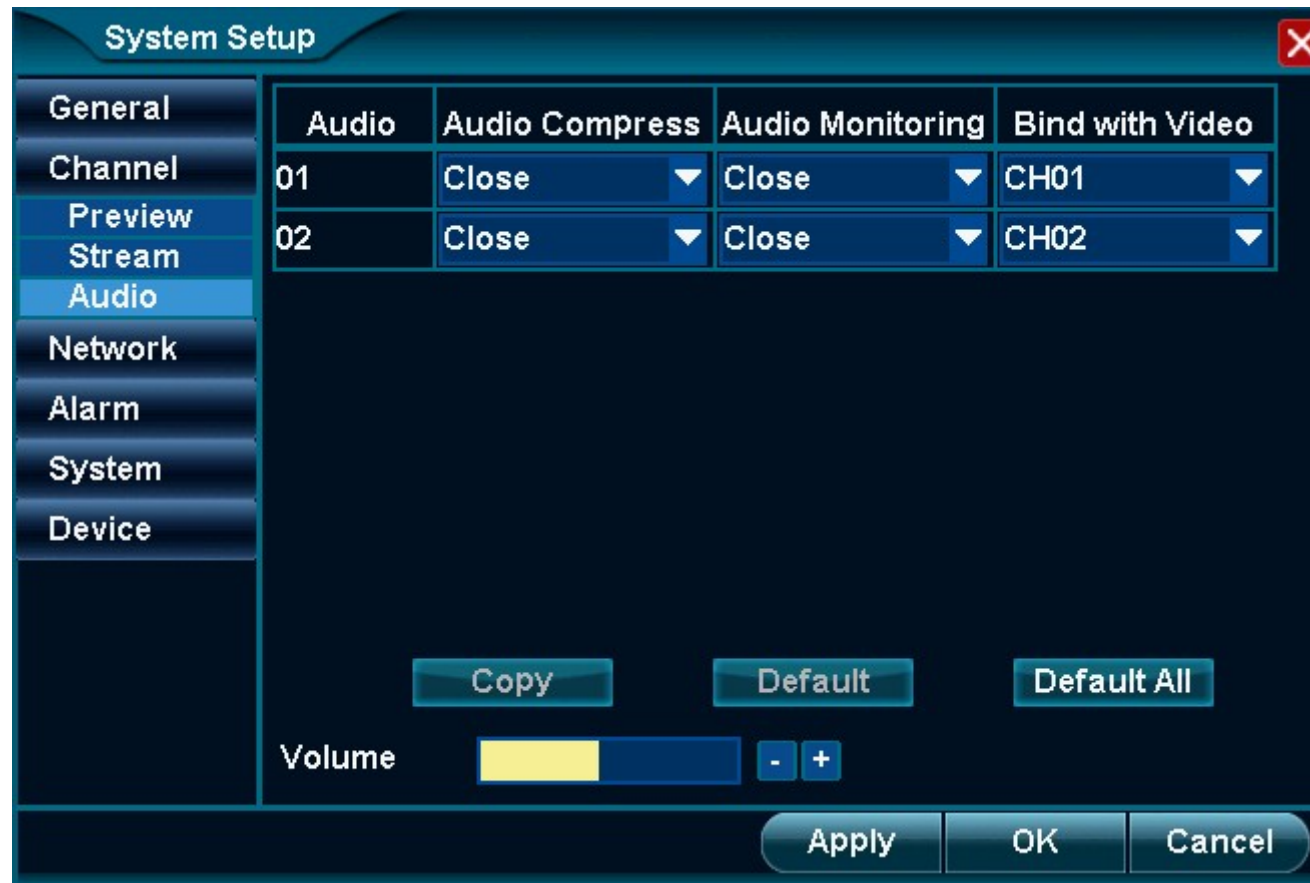 System Setup
General
Channel
Preview
Stream
Audio
Network
Alarm
System
Device
Audio Audio Compress Audio Monitoring Bind with Video
01 Close Close CH01
02 Close Close CH02
Copy Default Default All
Volume - +
Apply OK Cancel